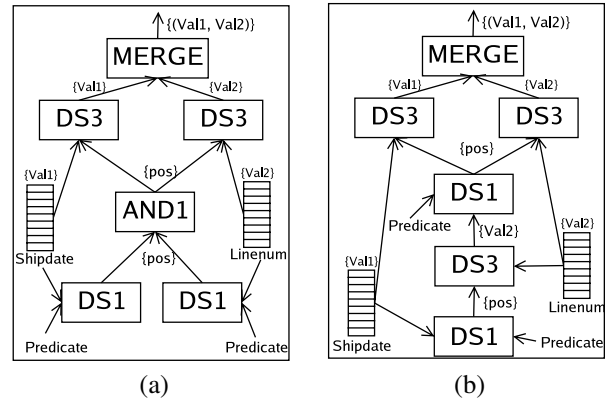 {(Val1, Val2)}
MERGE
{Val1}
{Val2}
DS3
DS3
{Val1}
{pos}
{Val2}
AND1
Shipdate
{pos}
Linenum
DS1
DS1
Predicate
Predicate
(a)
{(Val1, Val2)}
MERGE
{Val1}
{Val2}
DS3
DS3
{pos}
DS1
Predicate
{Val2}
{Val2}
{Val1}
DS3
{pos}
Linenum
DS1
Shipdate
Predicate
(b)